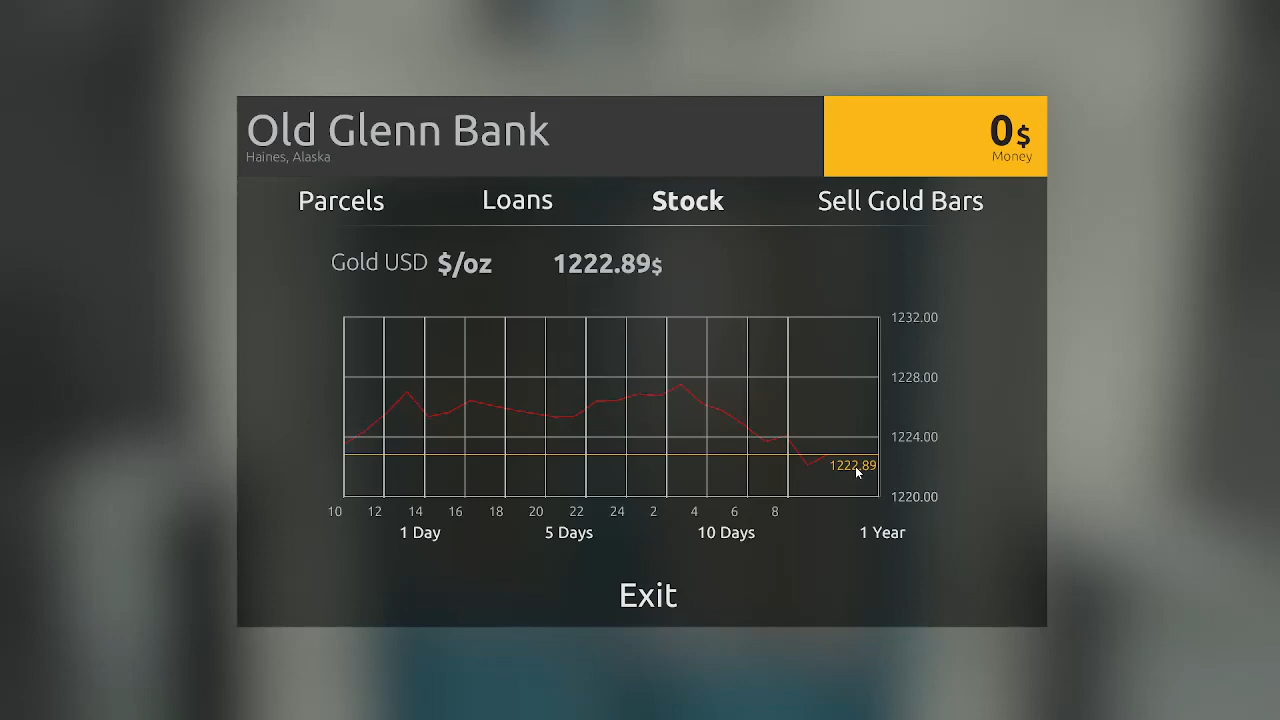 Old Glenn Bank
Haines, Alaska
0$
Money
Parcels Loans Stock Sell Gold Bars
Gold USD $/oz 1222.89$
1232.00
1228.00
1224.00
1222.89
1220.00
10 12 14 16 18 20 22 24 2 4 6 8
1 Day 5 Days 10 Days 1 Year
Exit